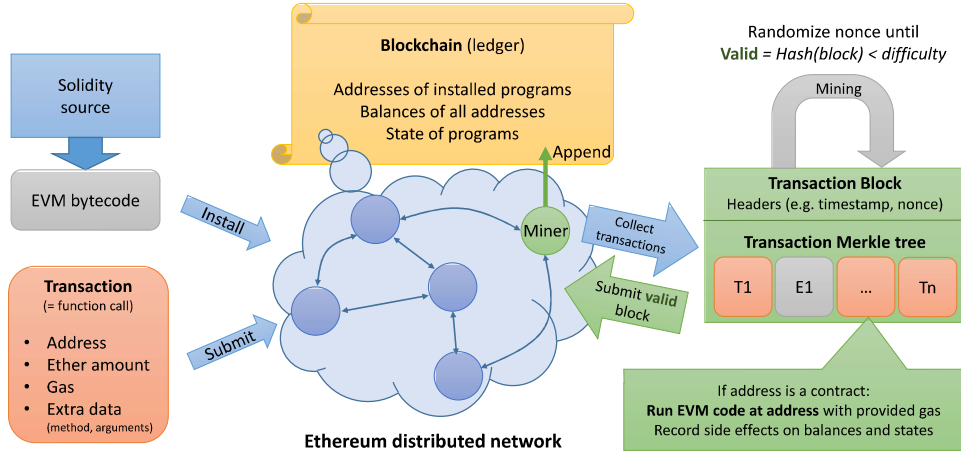 Solidity
source
EVM bytecode
Install
Transaction
(= function call)
• Address
• Ether amount
• Gas
• Extra data
(method, arguments)
Submit
Blockchain (ledger)
Addresses of installed programs
Balances of all addresses
State of programs
Append
Miner
Ethereum distributed network
Collect
transactions
Submit valid
block
Randomize nonce until
Valid = Hash(block) < difficulty
Mining
Transaction Block
Headers (e.g. timestamp, nonce)
Transaction Merkle tree
T1 E1 ... Tn
If address is a contract:
Run EVM code at address with provided gas
Record side effects on balances and states